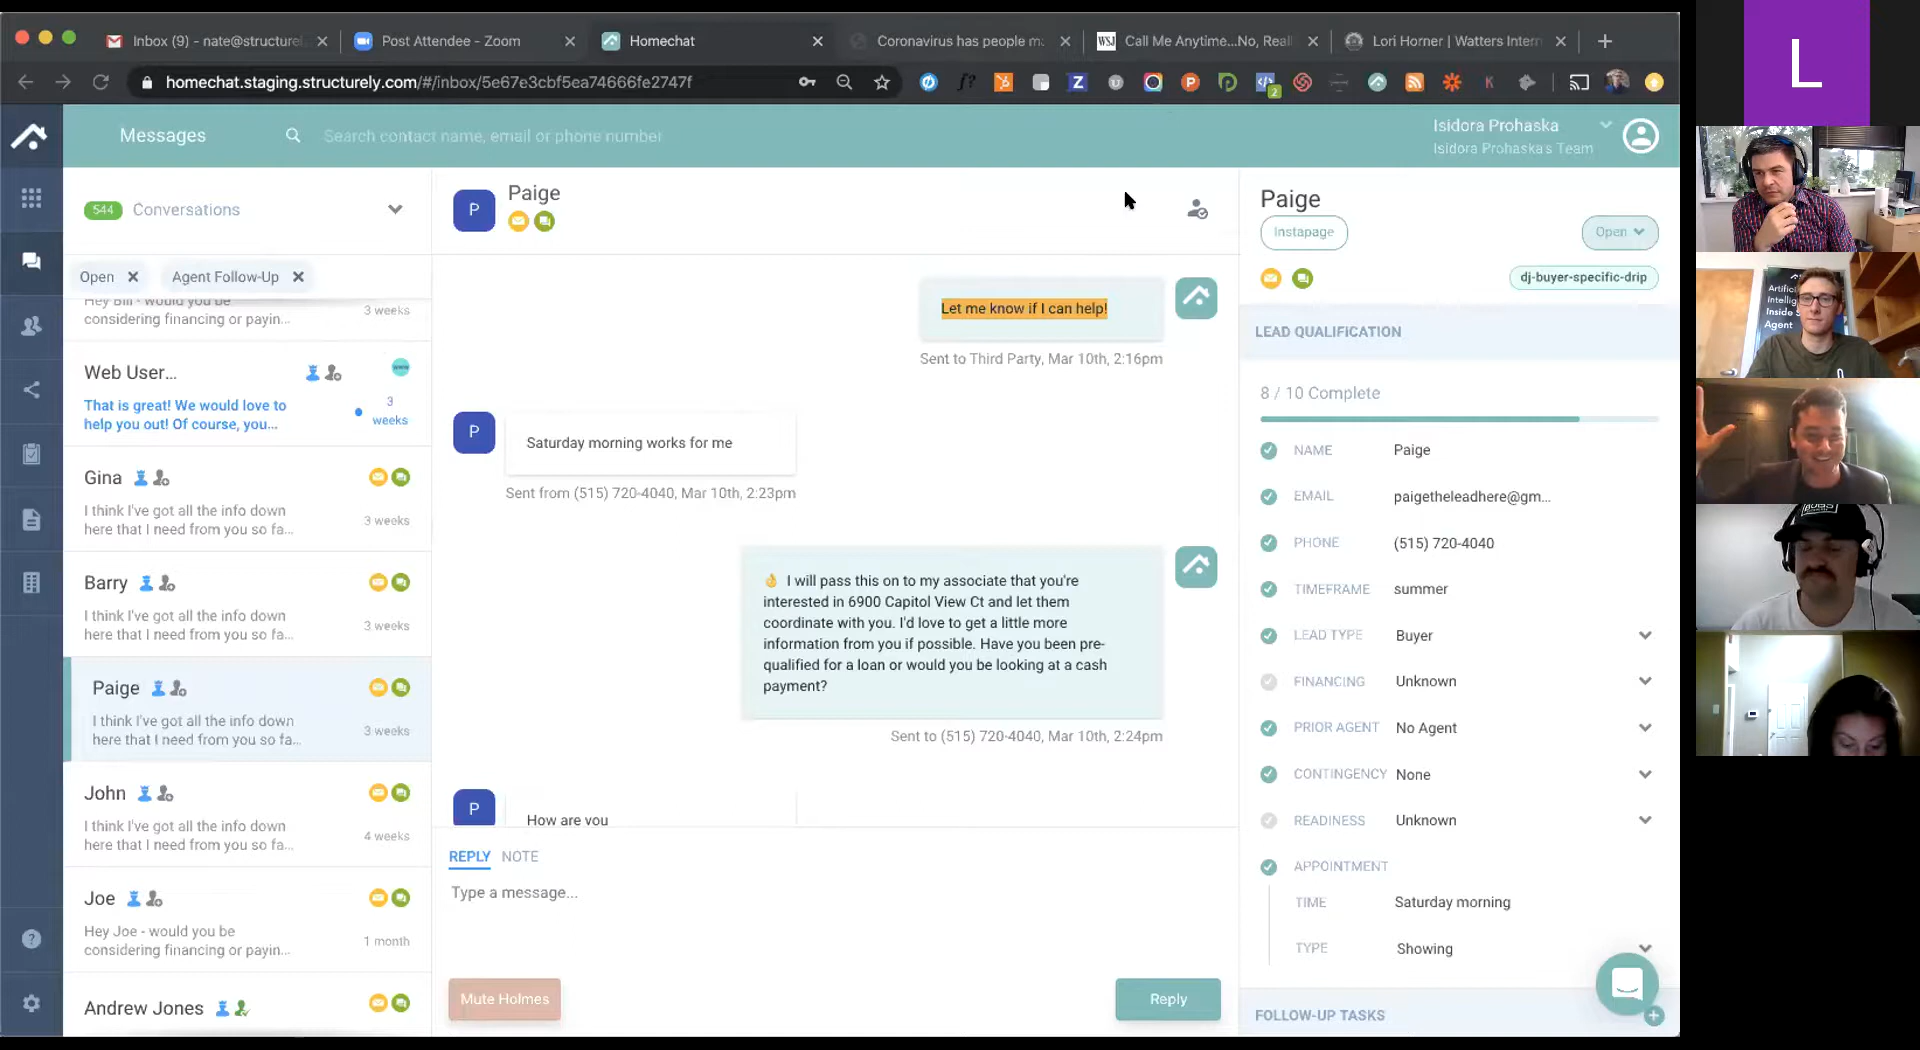 Inbox (9) - nate@structurel
Post Attendee - Zoom
Homechat
Coronavirus has people m
WSJ
Call Me Anytime...No, Real
Lori Horner | Watters Intern
homechat.staging.structurely.com/#/inbox/5e67e3cbf5ea74666fe2747f
Messages
Search contact name, email or phone number
Isidora Prohaska
Isidora Prohaska's Team
544 Conversations
Open
Agent Follow-Up
Hey Bill - would you be
considering financing or payin...
3 weeks
Web User...
That is great! We would love to
help you out! Of course, you...
3
weeks
Gina
I think I've got all the info down
here that I need from you so fa...
3 weeks
Barry
I think I've got all the info down
here that I need from you so fa...
3 weeks
Paige
I think I've got all the info down
here that I need from you so fa...
3 weeks
John
I think I've got all the info down
here that I need from you so fa...
4 weeks
Joe
Hey Joe - would you be
considering financing or payin...
1 month
Andrew Jones
P
Paige
Let me know if I can help!
Sent to Third Party, Mar 10th, 2:16pm
P
Saturday morning works for me
Sent from (515) 720-4040, Mar 10th, 2:23pm
👌 I will pass this on to my associate that you're
interested in 6900 Capitol View Ct and let them
coordinate with you. I'd love to get a little more
information from you if possible. Have you been pre-
qualified for a loan or would you be looking at a cash
payment?
Sent to (515) 720-4040, Mar 10th, 2:24pm
P
How are you
REPLY NOTE
Type a message...
Mute Holmes
Reply
Paige
Instapage
Open
dj-buyer-specific-drip
LEAD QUALIFICATION
8 / 10 Complete
NAME Paige
EMAIL paigetheleadhere@gm...
PHONE (515) 720-4040
TIMEFRAME summer
LEAD TYPE Buyer
FINANCING Unknown
PRIOR AGENT No Agent
CONTINGENCY None
READINESS Unknown
APPOINTMENT
TIME Saturday morning
TYPE Showing
FOLLOW-UP TASKS
L
Artific
Intellig
Inside S
Agent